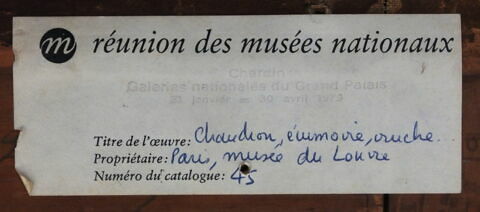 m réunion des musées nationaux
Chardin
Galeries nationales du Grand Palais
janvier 30 avril 1979
Titre de l'œuvre: Chaudron, écumoire, cruche...
Propriétaire: Paris, musée du Louvre
Numéro du catalogue: 45